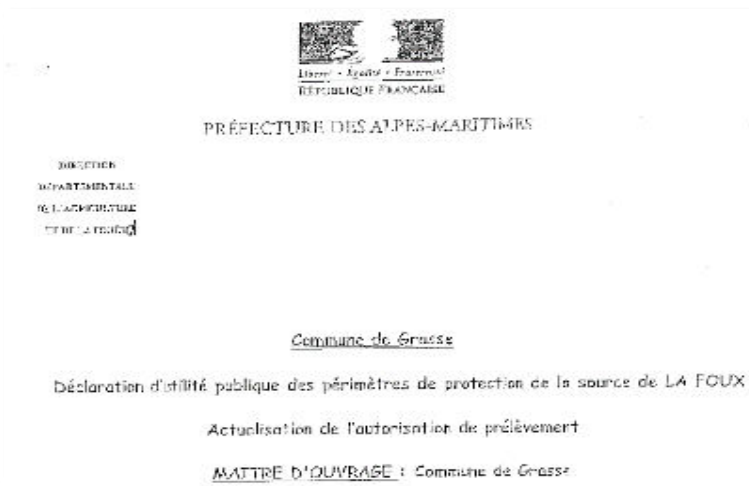 Liberté • Égalité • Fraternité
RÉPUBLIQUE FRANÇAISE
PRÉFECTURE DES ALPES-MARITIMES
DIRECTION
DÉPARTEMENTALE
DE L'AGRICULTURE
ET DE LA FORÊT
Commune de Grasse
Déclaration d'utilité publique des périmètres de protection de la source de LA FOUX
Actualisation de l'autorisation de prélèvement
MAITRE D'OUVRAGE : Commune de Grasse